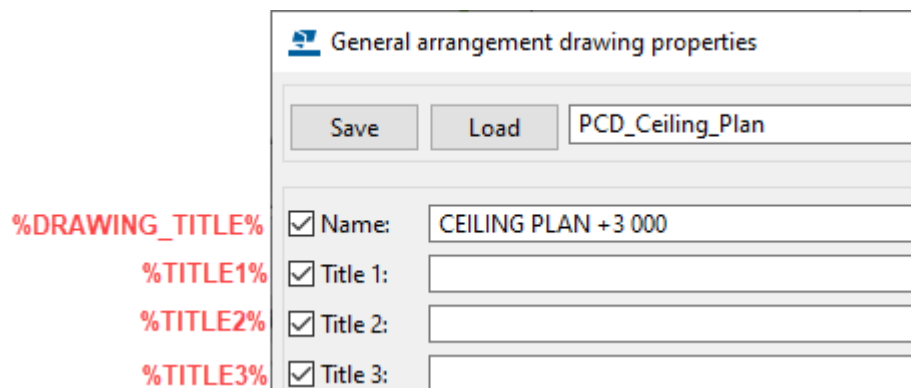 General arrangement drawing properties
Save Load PCD_Ceiling_Plan
%DRAWING_TITLE% Name: CEILING PLAN +3 000
%TITLE1% Title 1:
%TITLE2% Title 2:
%TITLE3% Title 3: